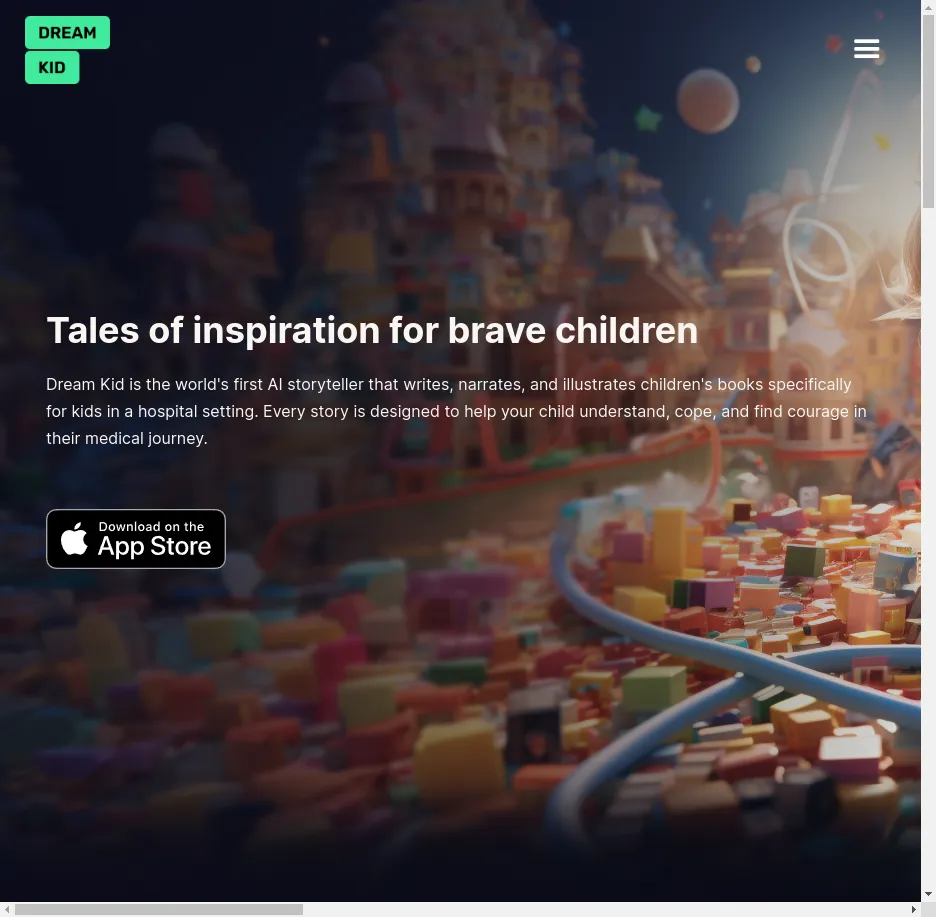 DREAM
KID
Tales of inspiration for brave children
Dream Kid is the world's first AI storyteller that writes, narrates, and illustrates children's books specifically
for kids in a hospital setting. Every story is designed to help your child understand, cope, and find courage in
their medical journey.
Download on the
App Store